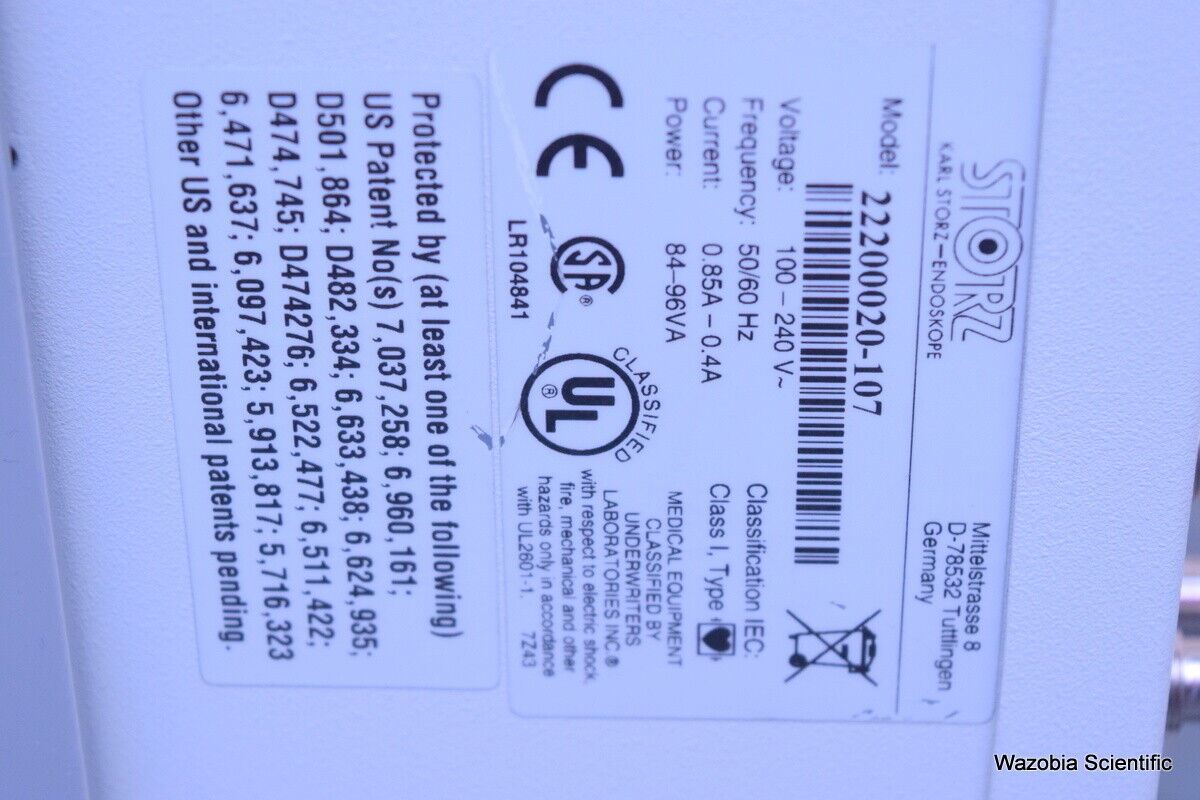 STORZ
KARL STORZ–ENDOSKOPE
Mittelstrasse 8
D-78532 Tuttlingen
Germany
Model: 222000020-107
Voltage: 100 – 240 V~
Frequency: 50/60 Hz
Current: 0.85A – 0.4A
Power: 84–96VA
Classification IEC:
Class I, Type
CE
SA®
LR104841
CLASSIFIED
UL®
MEDICAL EQUIPMENT
CLASSIFIED BY
UNDERWRITERS
LABORATORIES INC.®
with respect to electric shock,
fire, mechanical and other
hazards only in accordance
with UL2601-1. 7Z43
Protected by (at least one of the following)
US Patent No(s) 7,037,258; 6,960,161;
D501,864; D482,334; 6,633,438; 6,624,935;
D474,745; D474276; 6,522,477; 6,511,422;
6,471,637; 6,097,423; 5,913,817; 5,716,323
Other US and international patents pending.
Wazobia Scientific